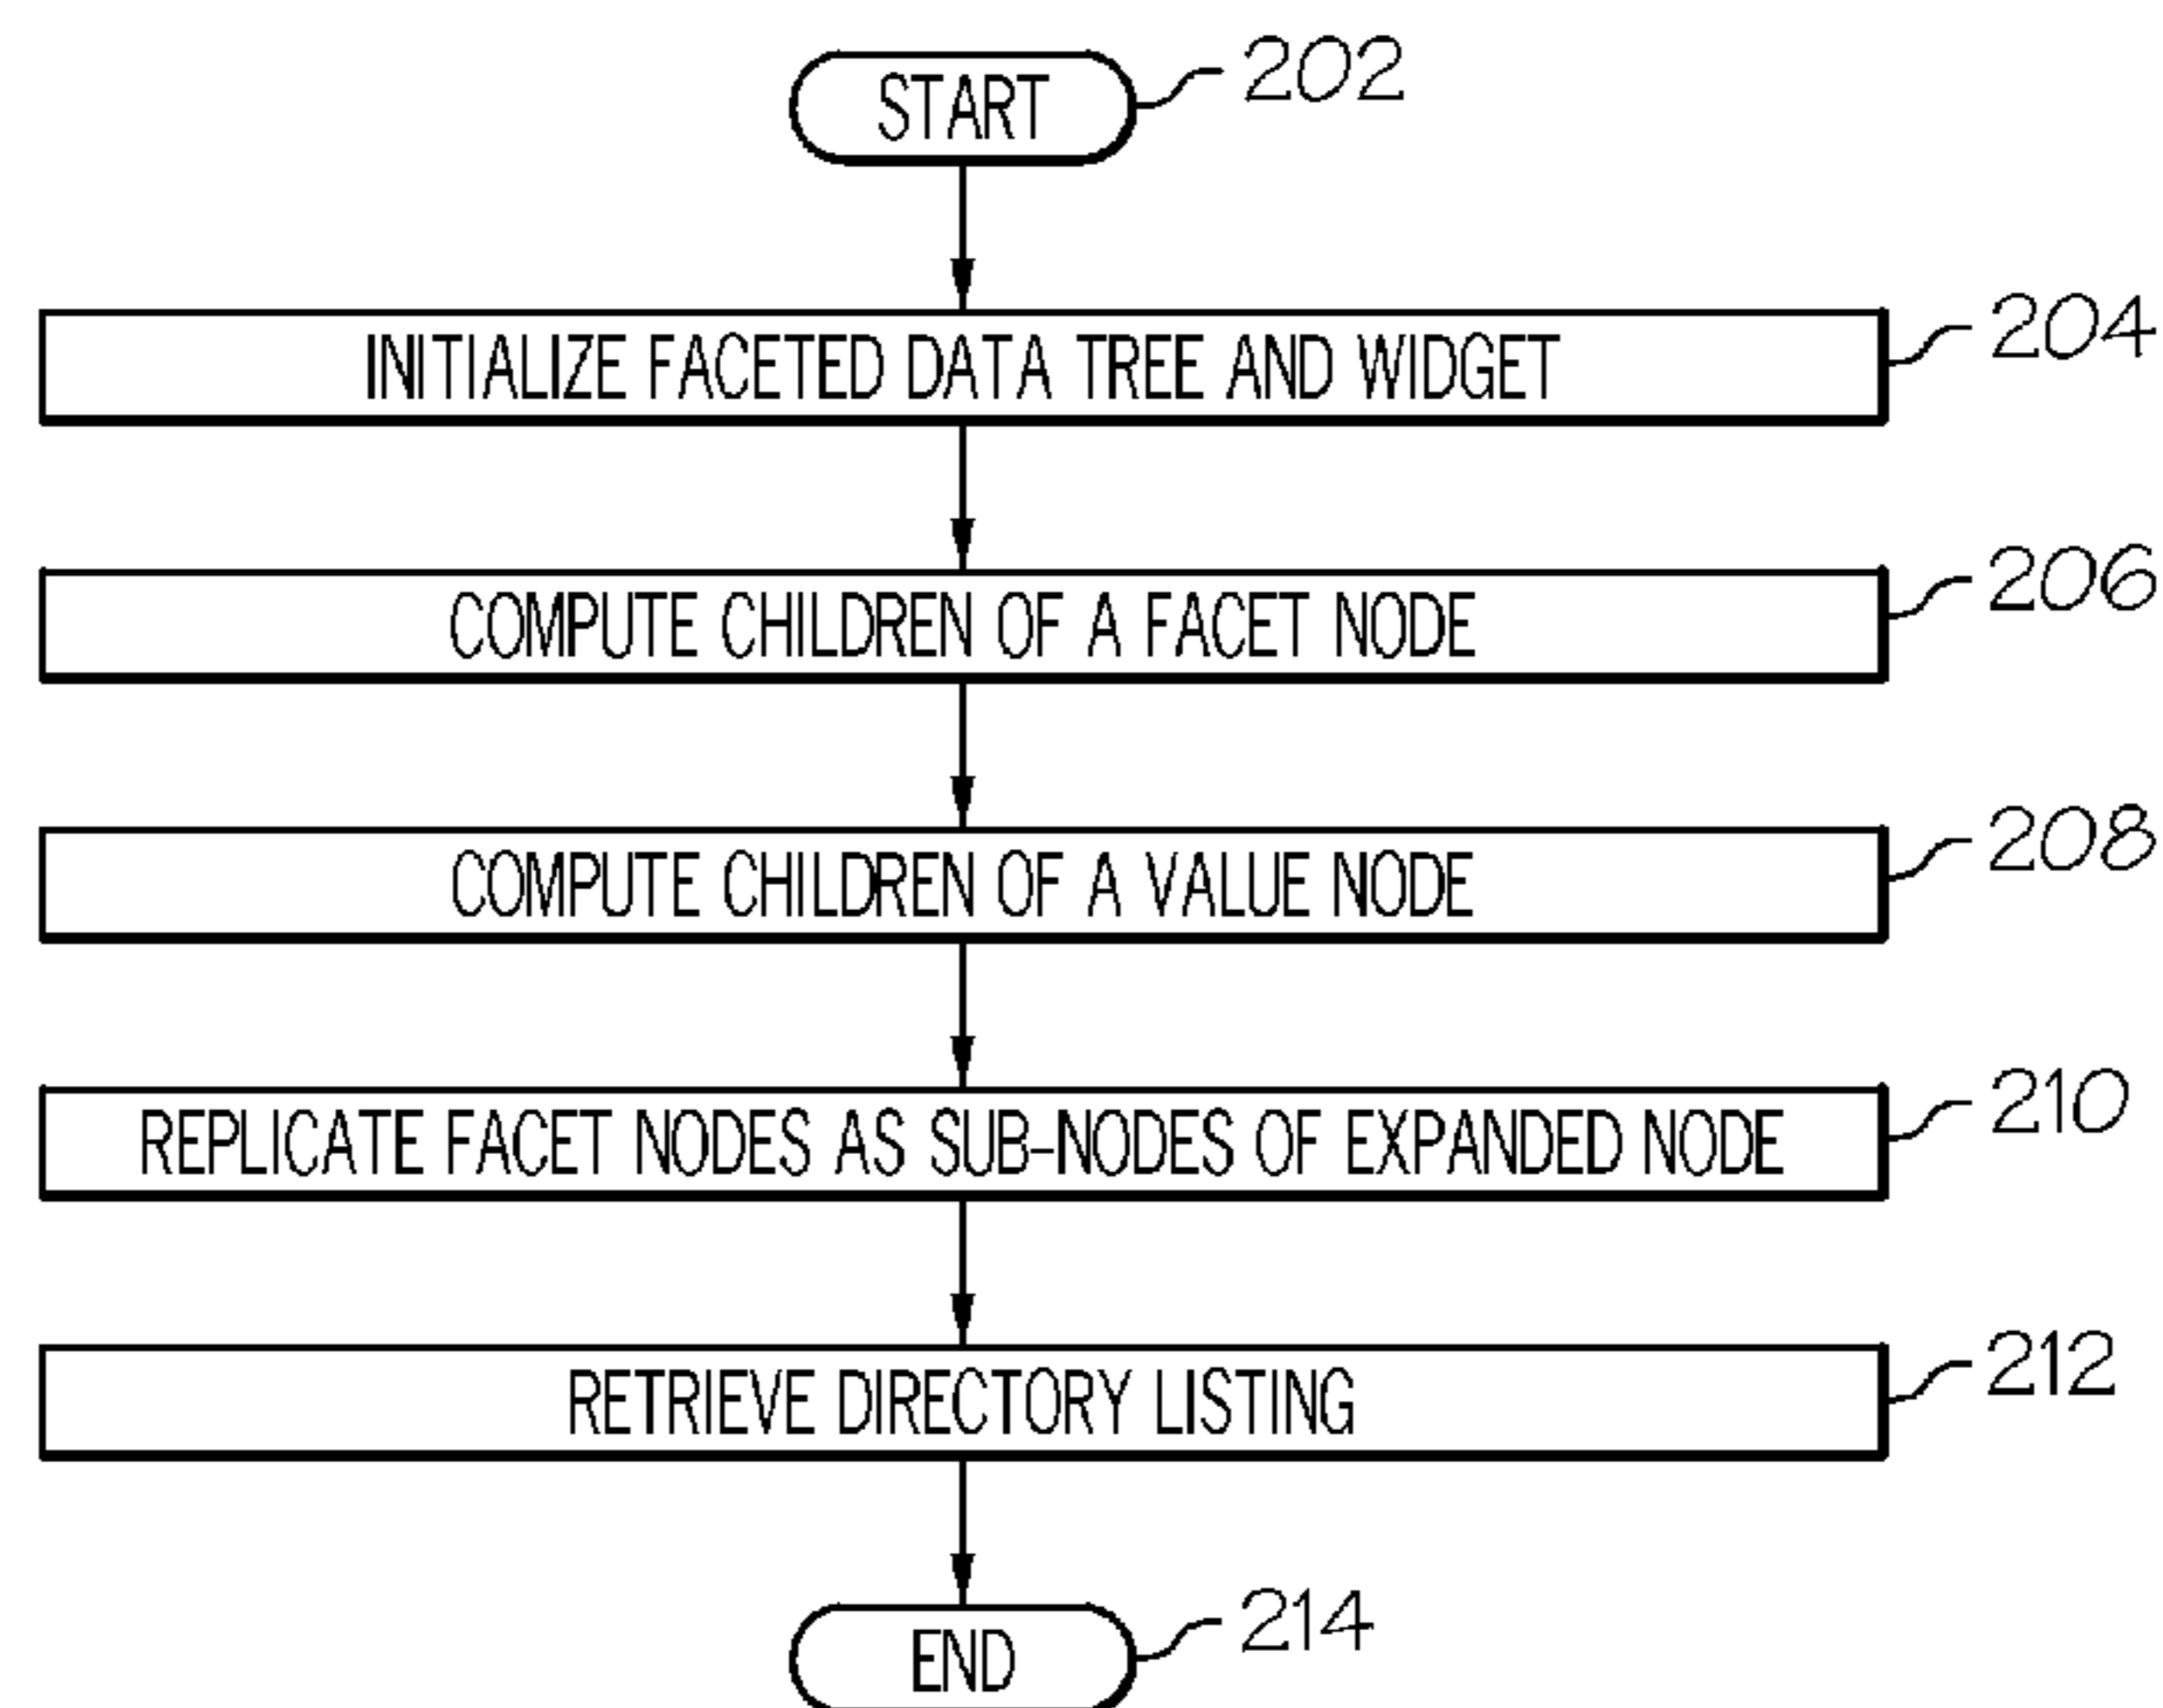 START 202
INITIALIZE FACETED DATA TREE AND WIDGET 204
COMPUTE CHILDREN OF A FACET NODE 206
COMPUTE CHILDREN OF A VALUE NODE 208
REPLICATE FACET NODES AS SUB-NODES OF EXPANDED NODE 210
RETRIEVE DIRECTORY LISTING 212
END 214